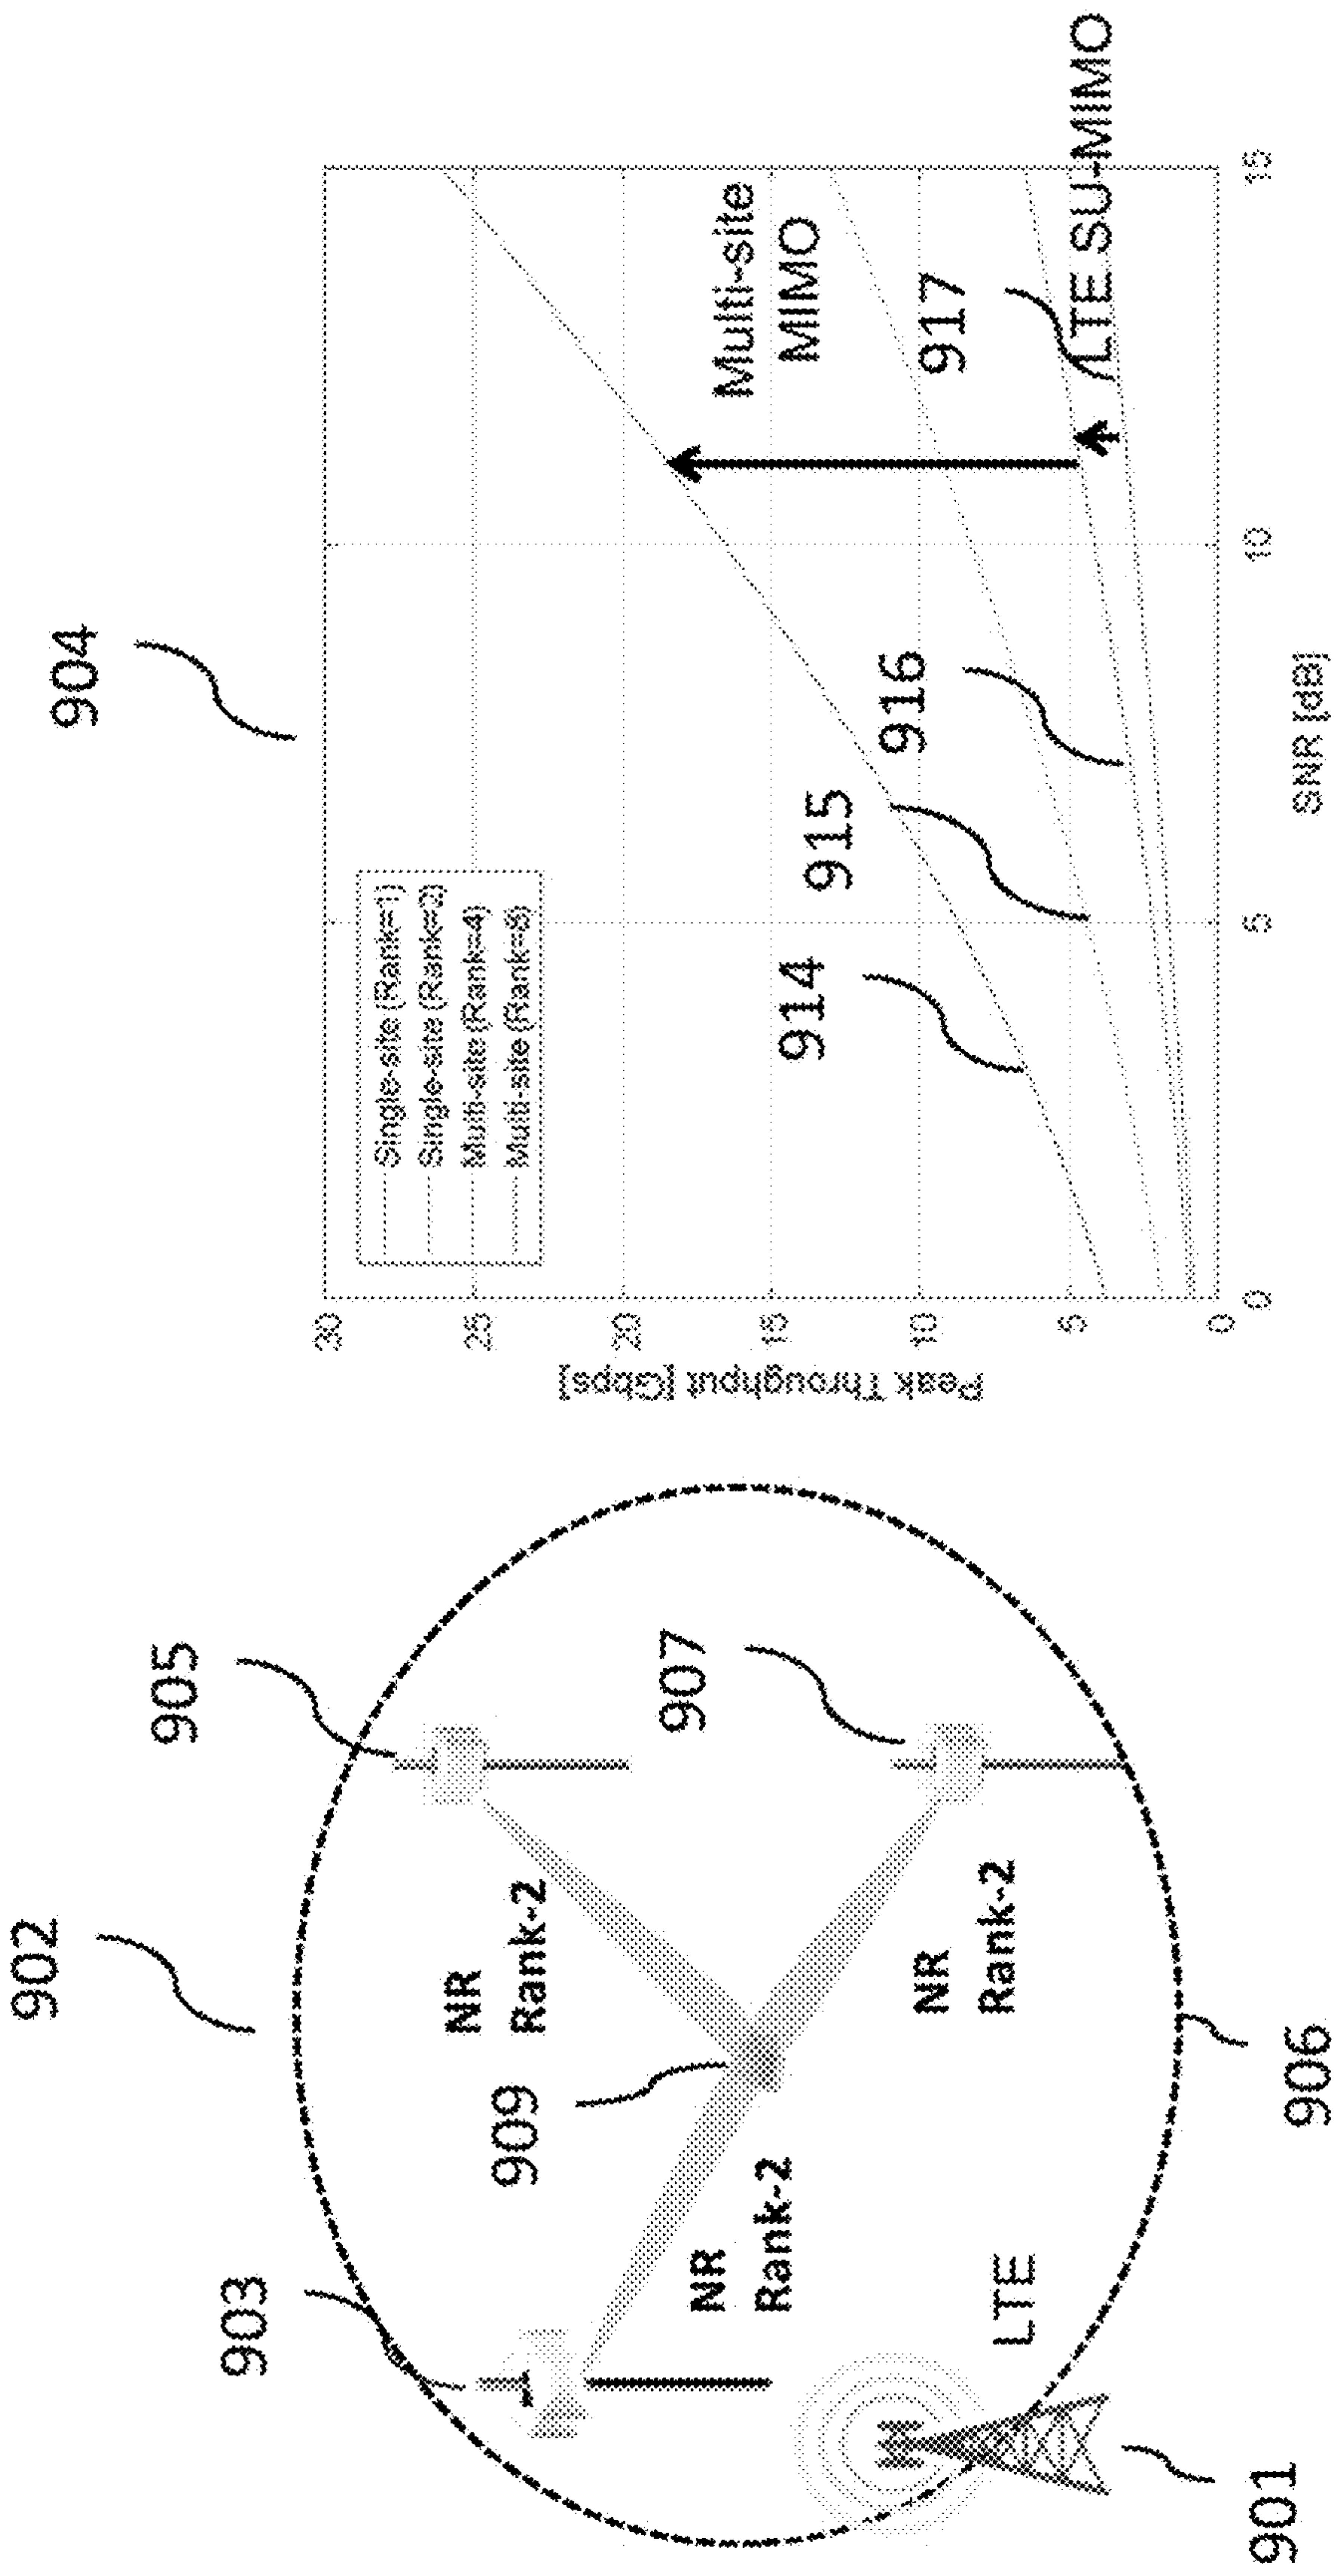 902
903
905
909
NR
Rank-2
NR
Rank-2
907
NR
Rank-2
LTE
901
906
904
Peak Throughput [Gbps]
30
25
20
15
10
5
0
Single-site (Rank=1)
Single-site (Rank=2)
Multi-site (Rank=4)
Multi-site (Rank=8)
914
915
916
Multi-site
MIMO
917
LTE SU-MIMO
0
5
10
15
SNR [dB]